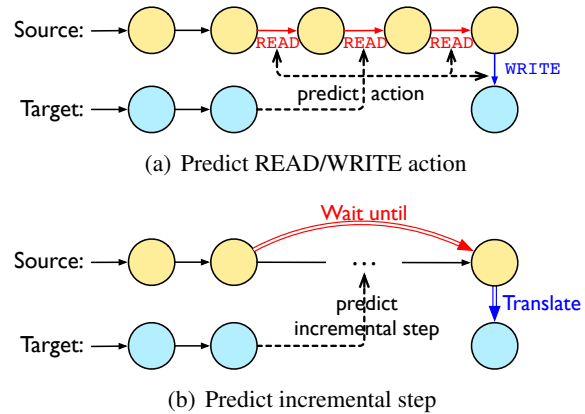 Source:
READ READ READ
WRITE
predict action
Target:
(a) Predict READ/WRITE action
Wait until
Source:
...
predict
Translate
incremental step
Target:
(b) Predict incremental step